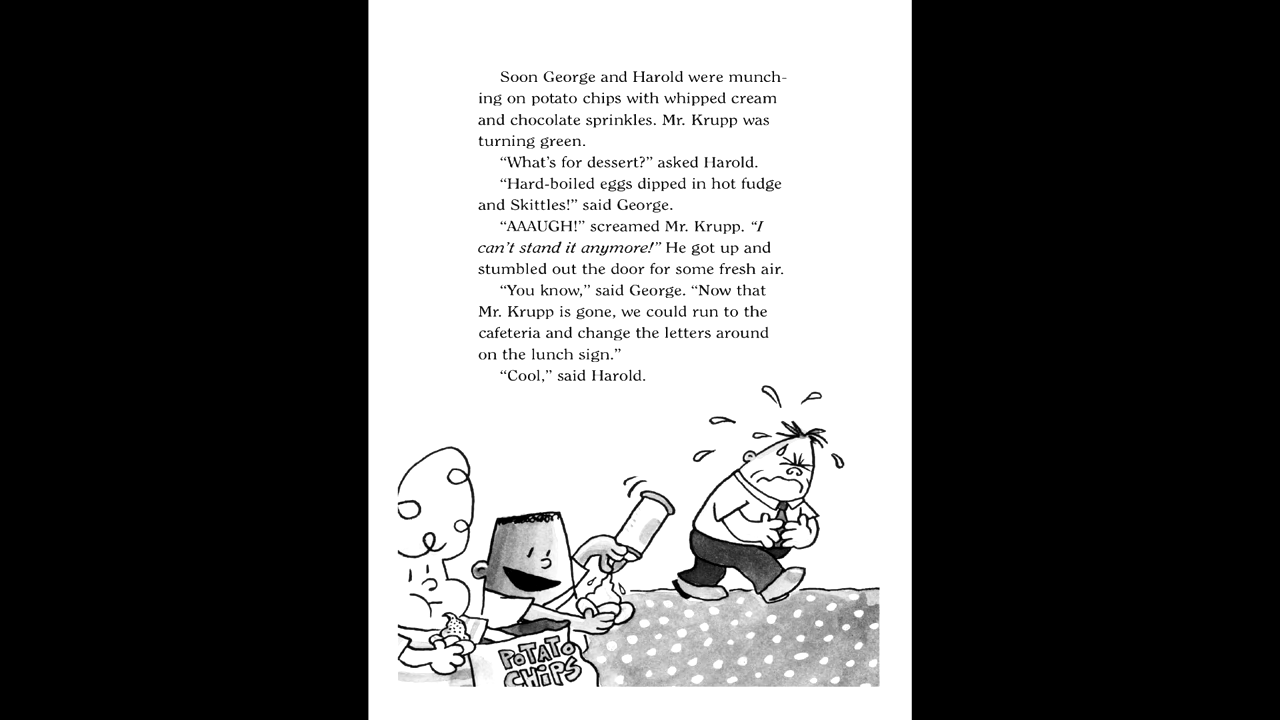 Soon George and Harold were munch-
ing on potato chips with whipped cream
and chocolate sprinkles. Mr. Krupp was
turning green.
“What’s for dessert?” asked Harold.
“Hard-boiled eggs dipped in hot fudge
and Skittles!” said George.
“AAAUGH!” screamed Mr. Krupp. “I
can’t stand it anymore!” He got up and
stumbled out the door for some fresh air.
“You know,” said George. “Now that
Mr. Krupp is gone, we could run to the
cafeteria and change the letters around
on the lunch sign.”
“Cool,” said Harold.
POTATO
CHIPS